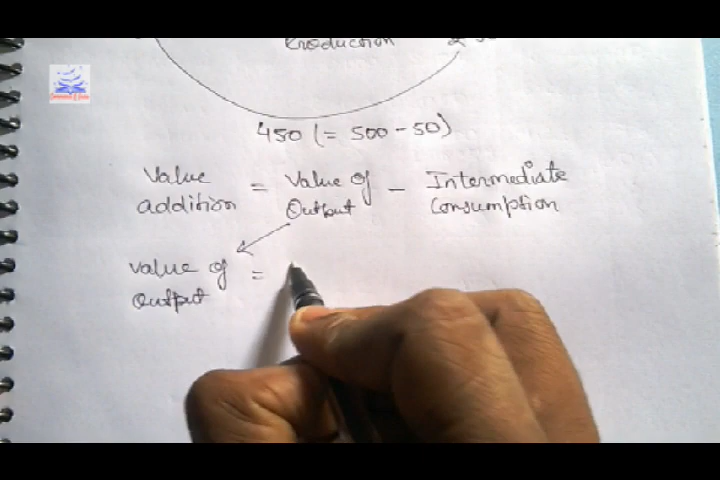 Production
450 (= 500 - 50)
Value addition = Value of Output - Intermediate Consumption
Value of Output =